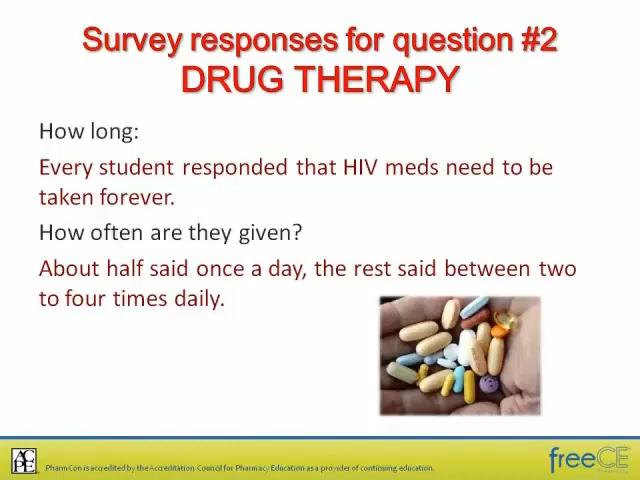 Survey responses for question #2
DRUG THERAPY
How long:
Every student responded that HIV meds need to be
taken forever.
How often are they given?
About half said once a day, the rest said between two
to four times daily.
ACPE
PharmCon is accredited by the Accreditation Council for Pharmacy Education as a provider of continuing education.
freeCE